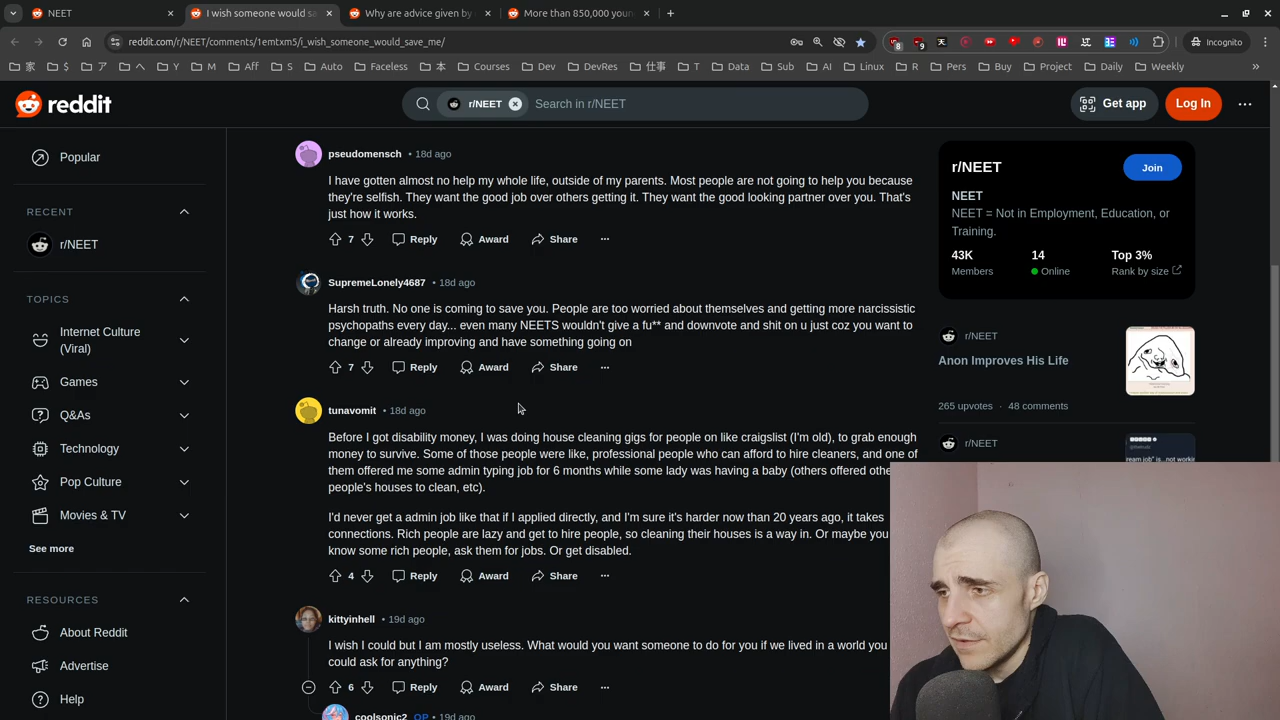 NEET
I wish someone would sa
Why are advice given by
More than 850,000 youn
reddit.com/r/NEET/comments/1emtxm5/i_wish_someone_would_save_me/
8
9
Incognito
家 $ ア へ Y M Aff S Auto Faceless 本 Courses Dev DevRes 仕事 T Data Sub AI Linux R Pers Buy Project Daily Weekly
reddit
r/NEET
Search in r/NEET
Get app
Log In
Popular
RECENT
r/NEET
TOPICS
Internet Culture
(Viral)
Games
Q&As
Technology
Pop Culture
Movies & TV
See more
RESOURCES
About Reddit
Advertise
Help
pseudomensch • 18d ago
I have gotten almost no help my whole life, outside of my parents. Most people are not going to help you because
they're selfish. They want the good job over others getting it. They want the good looking partner over you. That's
just how it works.
7 Reply Award Share
SupremeLonely4687 • 18d ago
Harsh truth. No one is coming to save you. People are too worried about themselves and getting more narcissistic
psychopaths every day... even many NEETS wouldn't give a fu** and downvote and shit on u just coz you want to
change or already improving and have something going on
7 Reply Award Share
tunavomit • 18d ago
Before I got disability money, I was doing house cleaning gigs for people on like craigslist (I'm old), to grab enough
money to survive. Some of those people were like, professional people who can afford to hire cleaners, and one of
them offered me some admin typing job for 6 months while some lady was having a baby (others offered othe
people's houses to clean, etc).
I'd never get a admin job like that if I applied directly, and I'm sure it's harder now than 20 years ago, it takes
connections. Rich people are lazy and get to hire people, so cleaning their houses is a way in. Or maybe you
know some rich people, ask them for jobs. Or get disabled.
4 Reply Award Share
kittyinhell • 19d ago
I wish I could but I am mostly useless. What would you want someone to do for you if we lived in a world you
could ask for anything?
6 Reply Award Share
coolsonic2 OP • 19d ago
r/NEET
Join
NEET
NEET = Not in Employment, Education, or
Training.
43K 14 Top 3%
Members Online Rank by size
r/NEET
Anon Improves His Life
265 upvotes • 48 comments
r/NEET
ream job" is...not workin